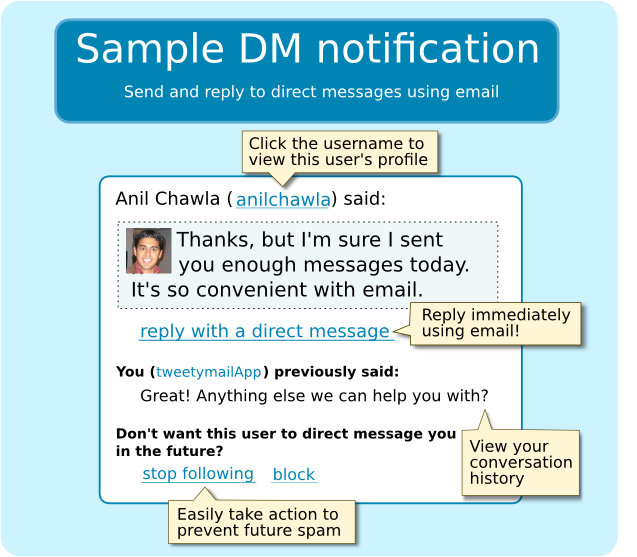 Sample DM notification
Send and reply to direct messages using email
Click the username to
view this user's profile
Anil Chawla (anilchawla) said:
Thanks, but I'm sure I sent
you enough messages today.
It's so convenient with email.
reply with a direct message
Reply immediately
using email!
You (tweetymailApp) previously said:
Great! Anything else we can help you with?
Don't want this user to direct message you
in the future?
View your
conversation
history
stop following block
Easily take action to
prevent future spam